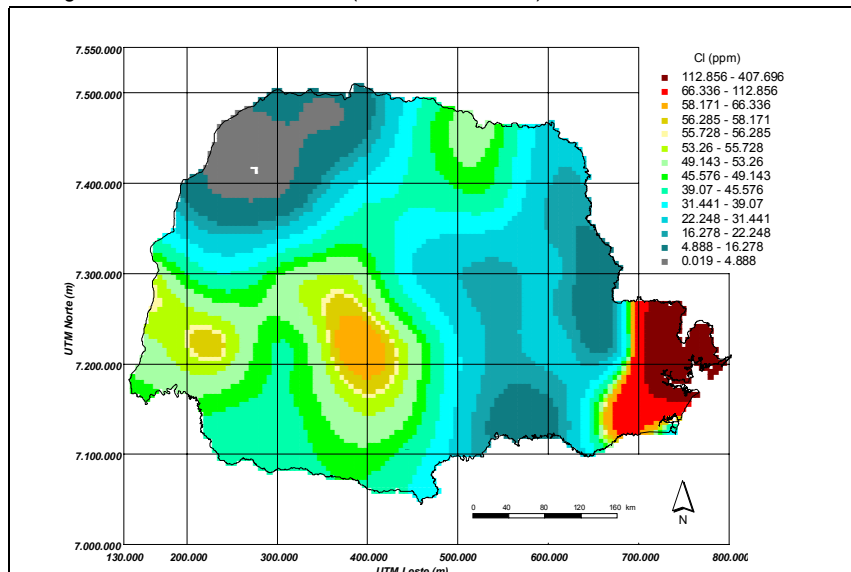 7.550.000
7.500.000
7.400.000
7.300.000
7.200.000
7.100.000
7.000.000
UTM Norte (m)
130.000
200.000
300.000
400.000
500.000
600.000
700.000
800.000
UTM Leste (m)
Cl (ppm)
112.856 - 407.696
66.336 - 112.856
58.171 - 66.336
56.285 - 58.171
55.728 - 56.285
53.26 - 55.728
49.143 - 53.26
45.576 - 49.143
39.07 - 45.576
31.441 - 39.07
22.248 - 31.441
16.278 - 22.248
4.888 - 16.278
0.019 - 4.888
0 40 80 120 160 km
N